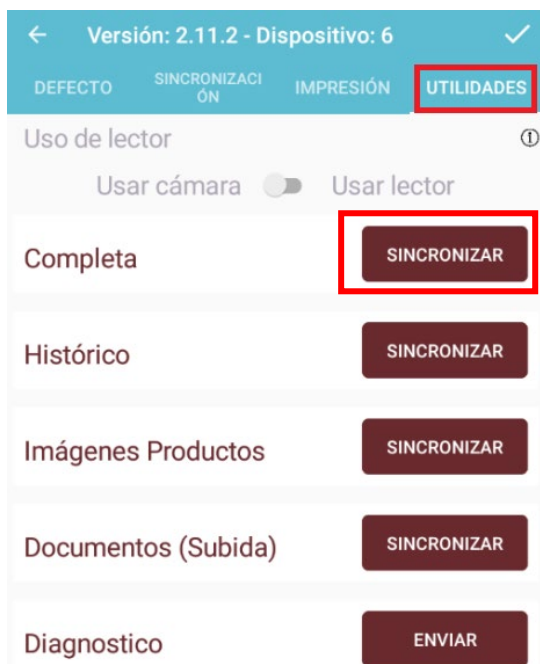 Versión: 2.11.2 - Dispositivo: 6
DEFECTO
SINCRONIZACI
ÓN
IMPRESIÓN
UTILIDADES
Uso de lector
Usar cámara
Usar lector
Completa
SINCRONIZAR
Histórico
SINCRONIZAR
Imágenes Productos
SINCRONIZAR
Documentos (Subida)
SINCRONIZAR
Diagnostico
ENVIAR